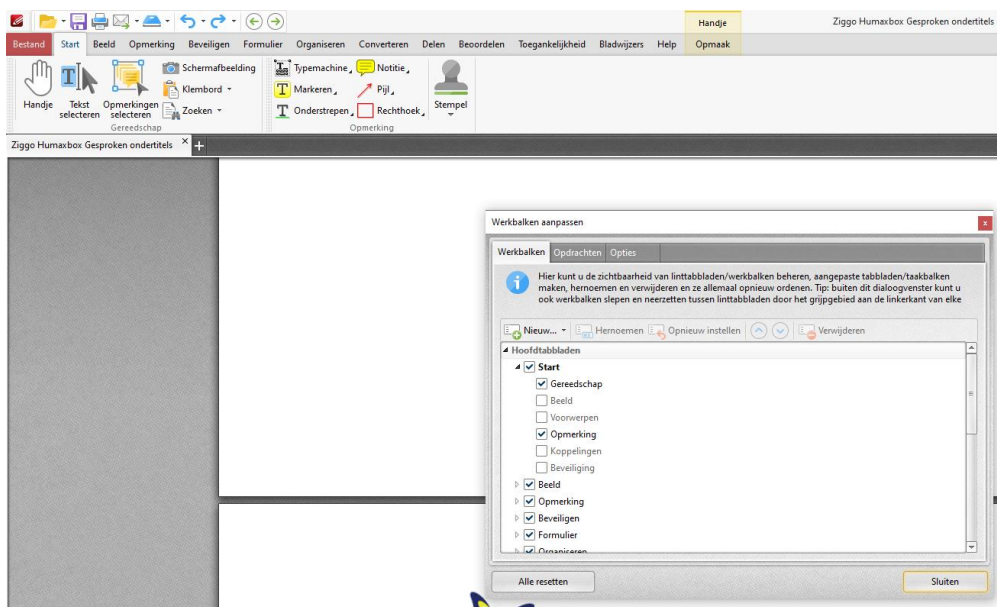 Handje
Ziggo Humaxbox Gesproken ondertitels
Bestand Start Beeld Opmerking Beveiligen Formulier Organiseren Converteren Delen Beoordelen Toegankelijkheid Bladwijzers Help Opmaak
Schermafbeelding Typemachine Notitie
Klembord Markeren Pijl
Handje Tekst selecteren Opmerkingen selecteren Zoeken Onderstrepen Rechthoek Stempel
Gereedschap Opmerking
Ziggo Humaxbox Gesproken ondertitels
Werkbalken aanpassen
Werkbalken Opdrachten Opties
Hier kunt u de zichtbaarheid van linttabbladen/werkbalken beheren, aangepaste tabbladen/taakbalken
maken, hernoemen en verwijderen en ze allemaal opnieuw ordenen. Tip: buiten dit dialoogvenster kunt u
ook werkbalken slepen en neerzetten tussen linttabbladen door het grijpgebied aan de linkerkant van elke
Nieuw... Hernoemen Opnieuw instellen Verwijderen
Hoofdtabbladen
Start
Gereedschap
Beeld
Voorwerpen
Opmerking
Koppelingen
Beveiliging
Beeld
Opmerking
Beveiligen
Formulier
Organiseren
Alle resetten Sluiten